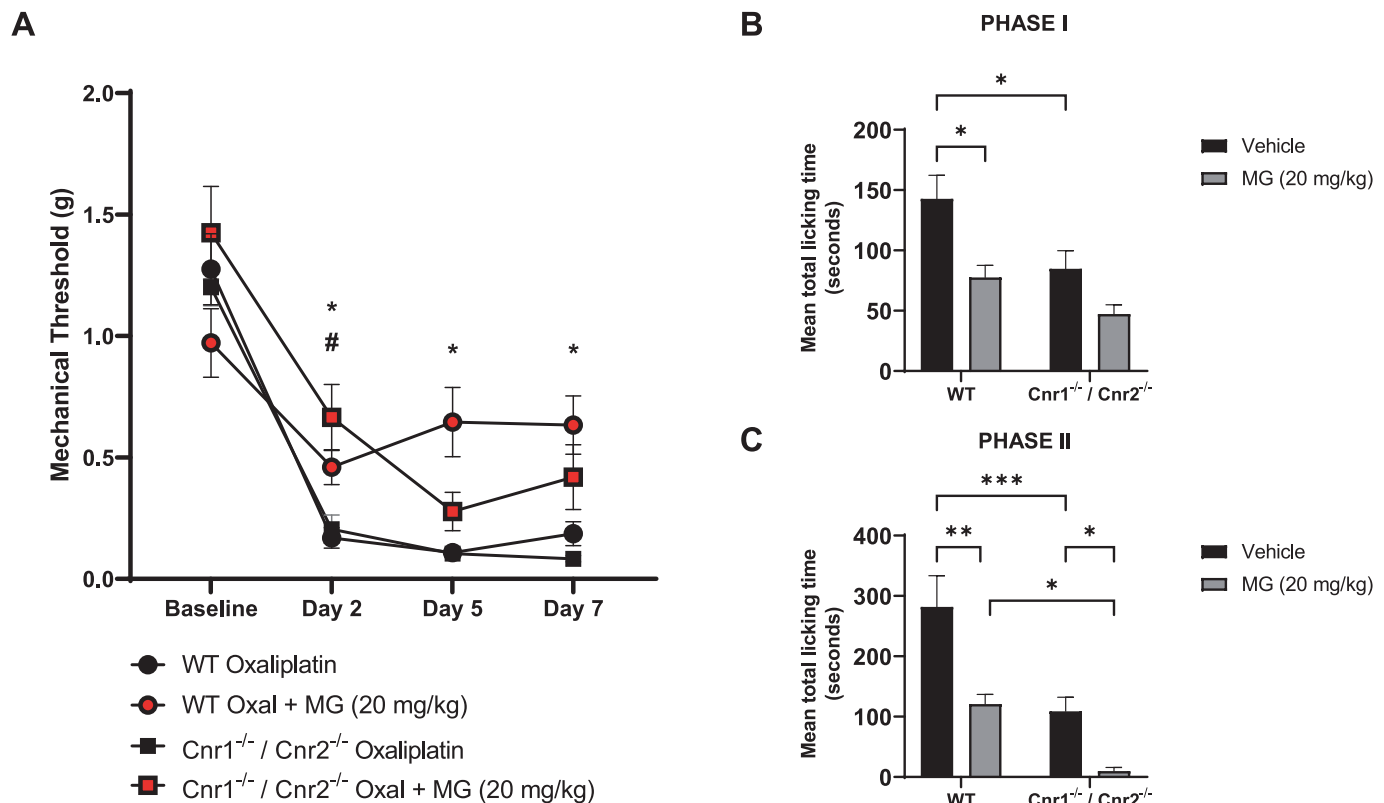 A
Mechanical Threshold (g)
2.0
1.5
1.0
0.5
0.0
*
#
*
*
Baseline Day 2 Day 5 Day 7
WT Oxaliplatin
WT Oxal + MG (20 mg/kg)
Cnr1-/- / Cnr2-/- Oxaliplatin
Cnr1-/- / Cnr2-/- Oxal + MG (20 mg/kg)
B
PHASE I
Mean total licking time
(seconds)
200
150
100
50
0
*
*
WT Cnr1-/- / Cnr2-/-
Vehicle
MG (20 mg/kg)
C
PHASE II
Mean total licking time
(seconds)
400
300
200
100
0
***
** *
*
WT Cnr1-/- / Cnr2-/-
Vehicle
MG (20 mg/kg)